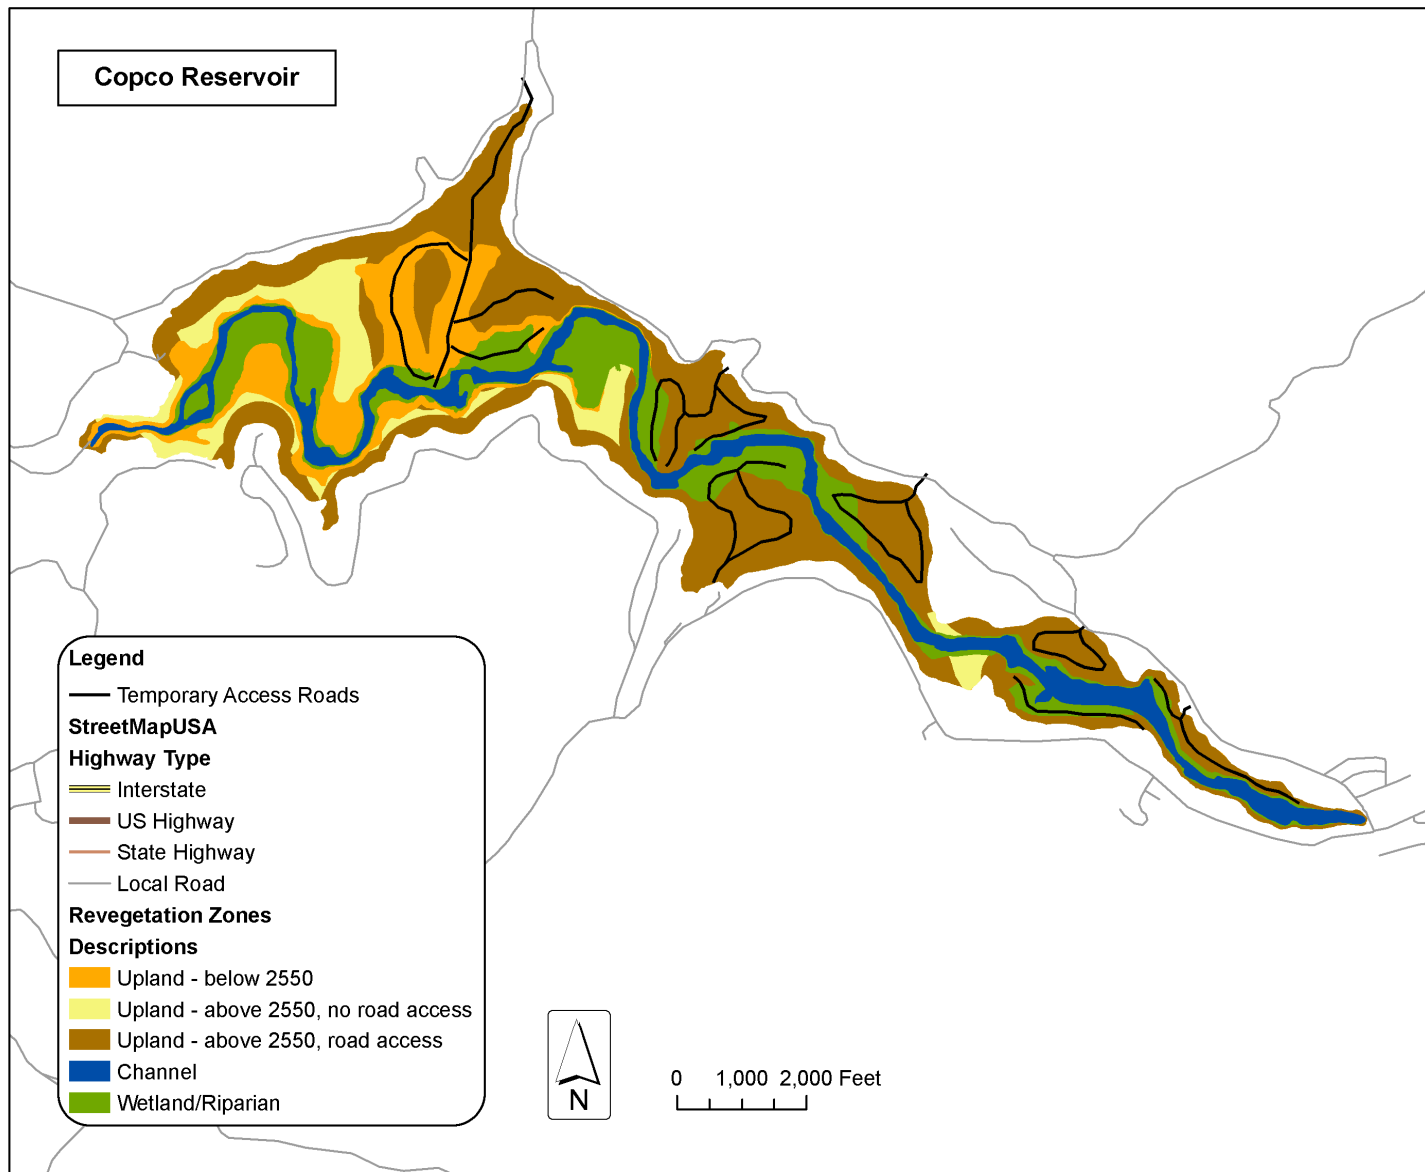 Copco Reservoir
Legend
Temporary Access Roads
StreetMapUSA
Highway Type
Interstate
US Highway
State Highway
Local Road
Revegetation Zones
Descriptions
Upland - below 2550
Upland - above 2550, no road access
Upland - above 2550, road access
Channel
Wetland/Riparian
N
0 1,000 2,000 Feet